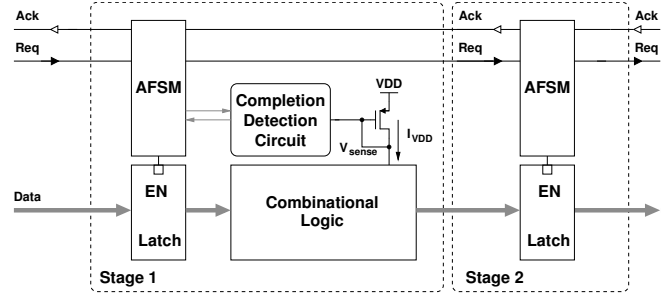 Ack Ack Ack
Req Req Req
AFSM Completion Detection Circuit VDD AFSM
V_sense I_VDD
Data EN Combinational Logic EN
Latch Latch
Stage 1 Stage 2